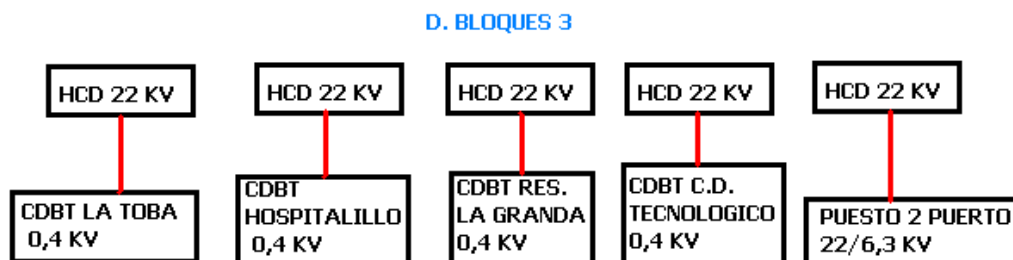 D. BLOQUES 3
HCD 22 KV
HCD 22 KV
HCD 22 KV
HCD 22 KV
HCD 22 KV
CDBT LA TOBA
0,4 KV
CDBT
HOSPITALILLO
0,4 KV
CDBT RES.
LA GRANDA
0,4 KV
CDBT C.D.
TECNOLOGICO
0,4 KV
PUESTO 2 PUERTO
22/6,3 KV